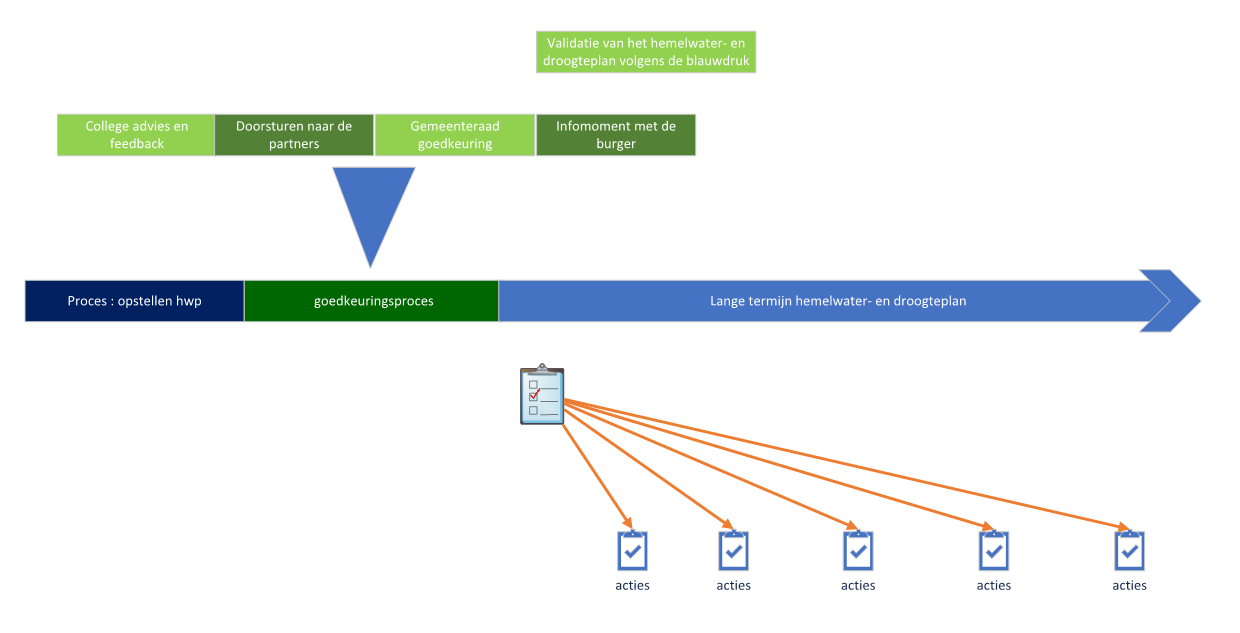 Validatie van het hemelwater- en
droogteplan volgens de blauwdruk
College advies en
feedback
Doorsturen naar de
partners
Gemeenteraad
goedkeuring
Infomoment met de
burger
Proces : opstellen hwp
goedkeuringsproces
Lange termijn hemelwater- en droogteplan
acties
acties
acties
acties
acties